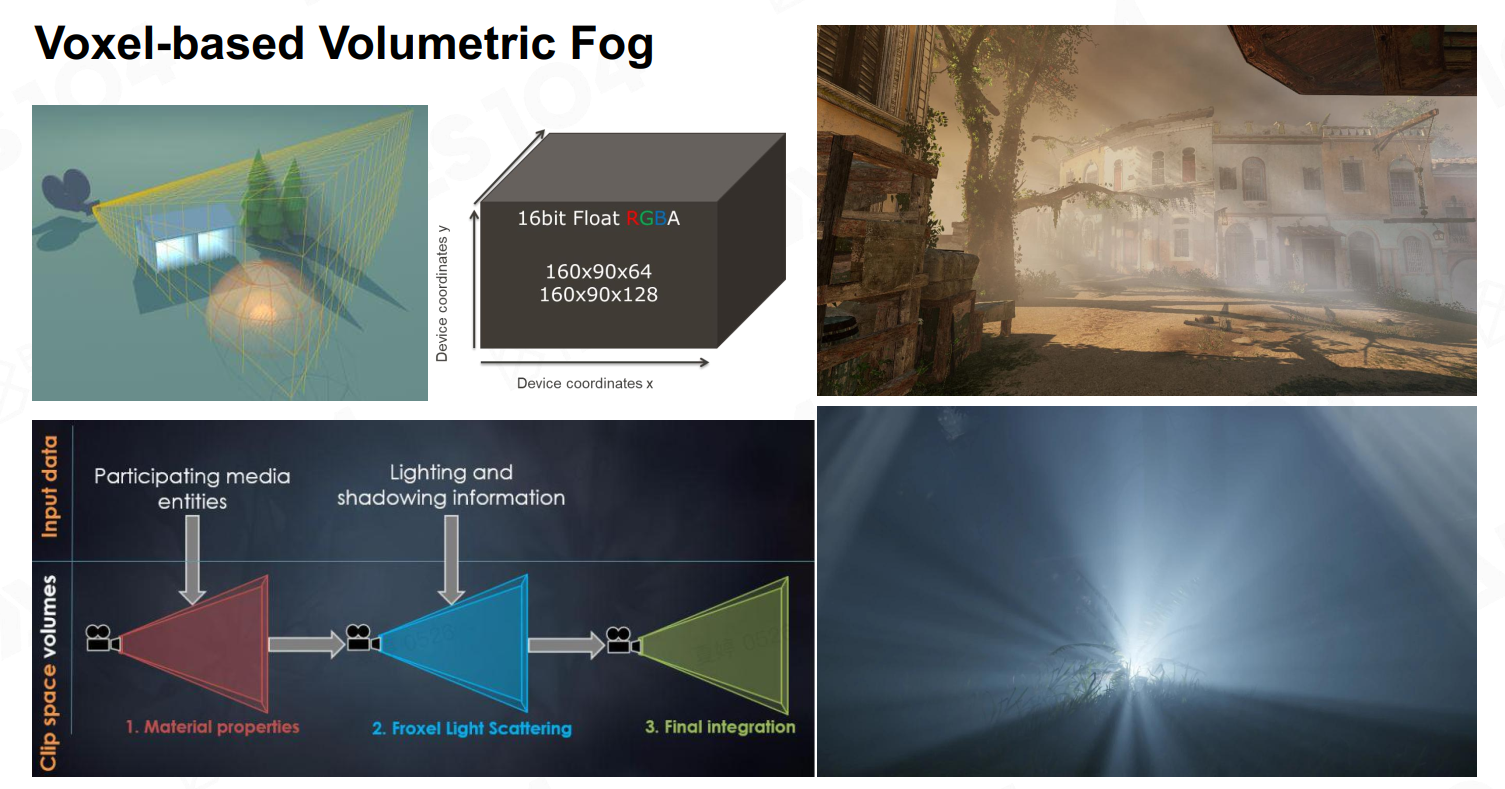 Voxel-based Volumetric Fog
16bit Float RGBA
160x90x64
160x90x128
Device coordinates y
Device coordinates x
Input data
Participating media
entities
Lighting and
shadowing information
Clip space volumes
1. Material properties
2. Froxel Light Scattering
3. Final integration